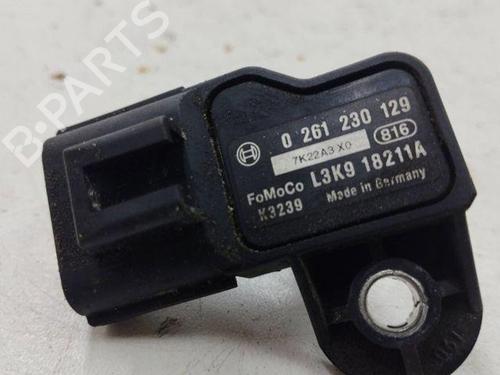 B-PARTS
0 261 230 129
7K22A3 X0
816
FoMoCo L3K9 18211A
K3239 Made in Germany